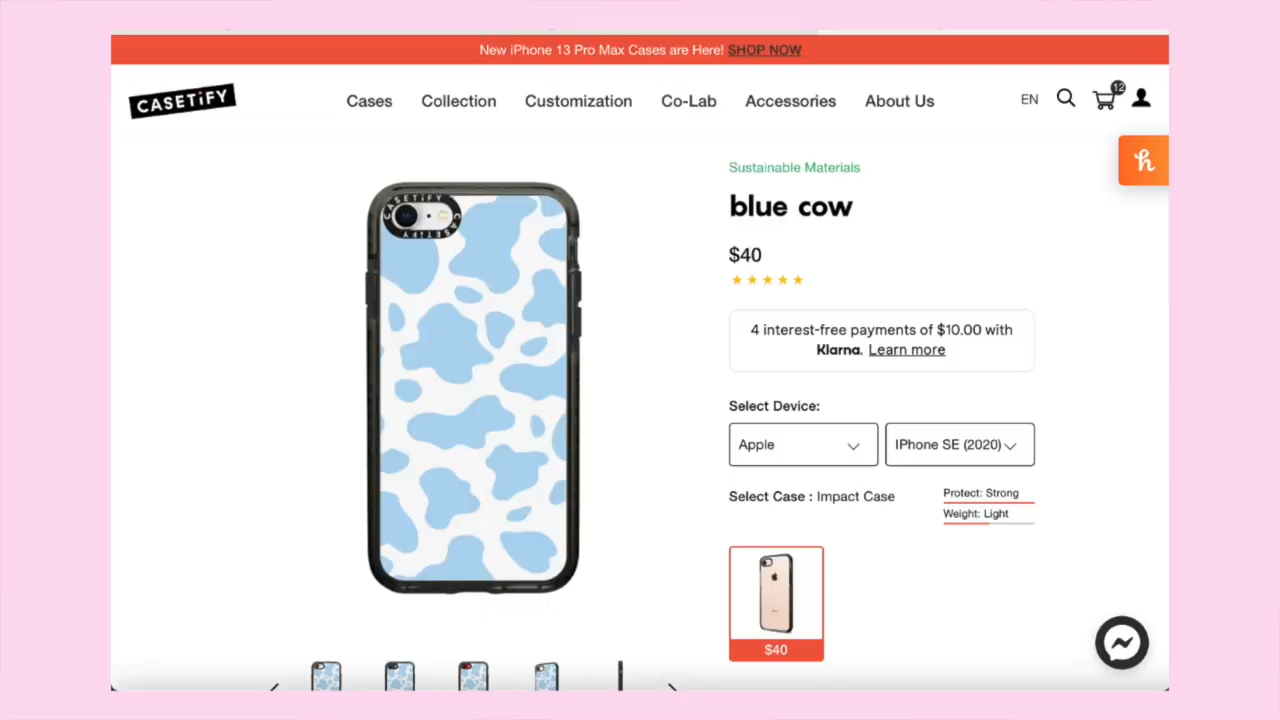 New iPhone 13 Pro Max Cases are Here! SHOP NOW
CASETiFY
Cases
Collection
Customization
Co-Lab
Accessories
About Us
EN
12
h
Sustainable Materials
blue cow
$40
4 interest-free payments of $10.00 with
Klarna. Learn more
Select Device:
Apple
IPhone SE (2020)
Select Case : Impact Case
Protect: Strong
Weight: Light
$40
CASETiFY
CASETiFY